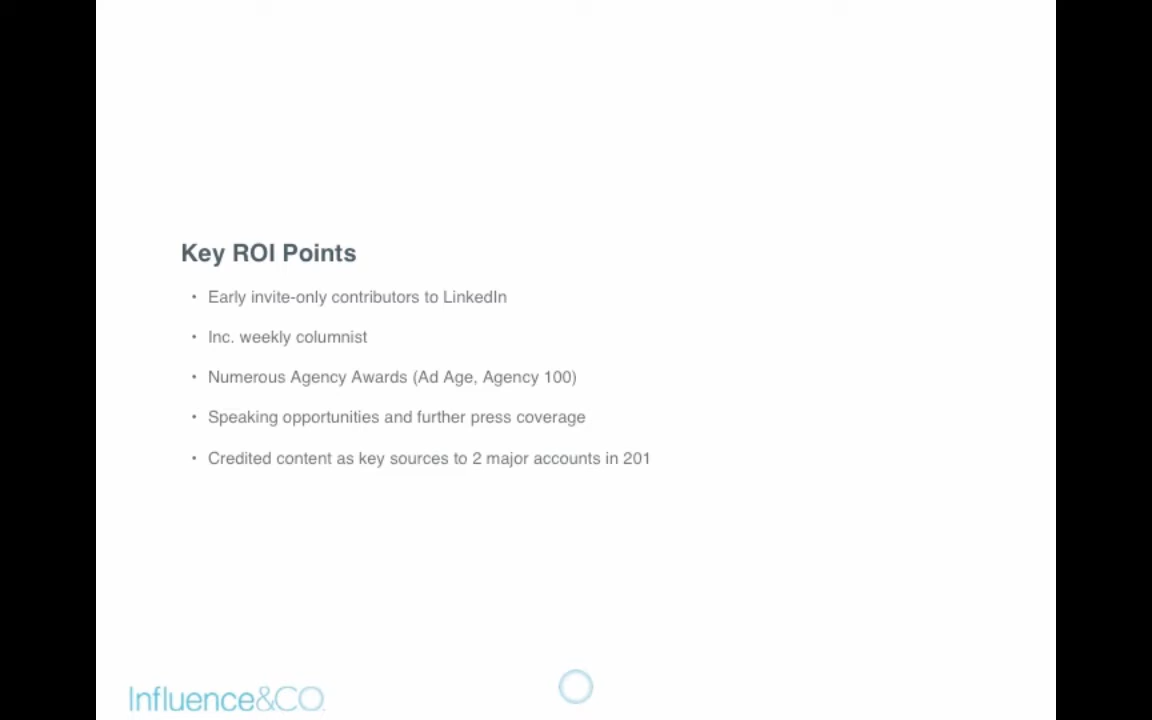 Key ROI Points
• Early invite-only contributors to LinkedIn
• Inc. weekly columnist
• Numerous Agency Awards (Ad Age, Agency 100)
• Speaking opportunities and further press coverage
• Credited content as key sources to 2 major accounts in 201
Influence&CO.